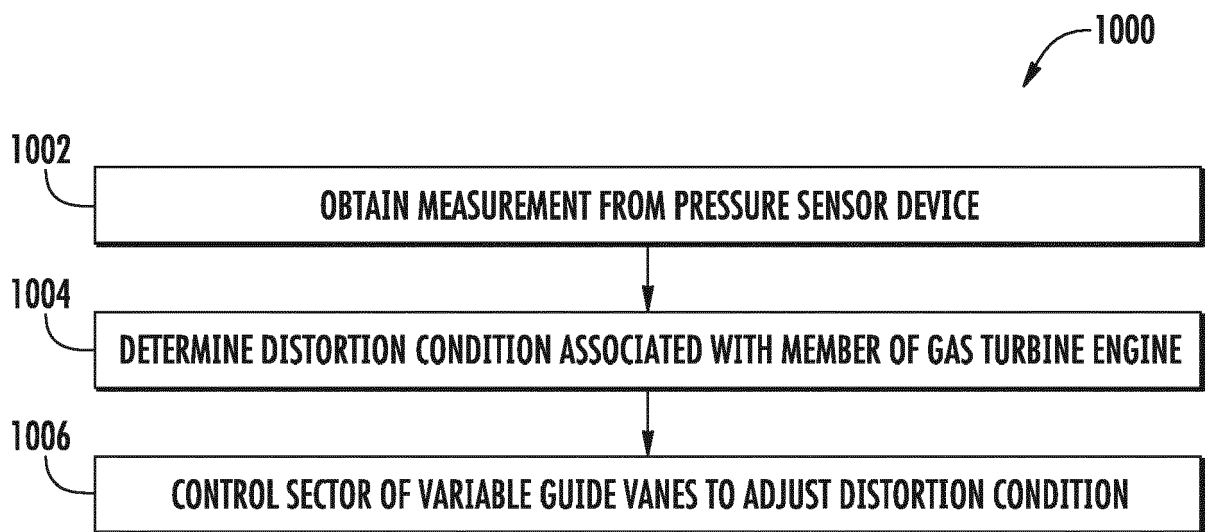 1000
1002
OBTAIN MEASUREMENT FROM PRESSURE SENSOR DEVICE
1004
DETERMINE DISTORTION CONDITION ASSOCIATED WITH MEMBER OF GAS TURBINE ENGINE
1006
CONTROL SECTOR OF VARIABLE GUIDE VANES TO ADJUST DISTORTION CONDITION